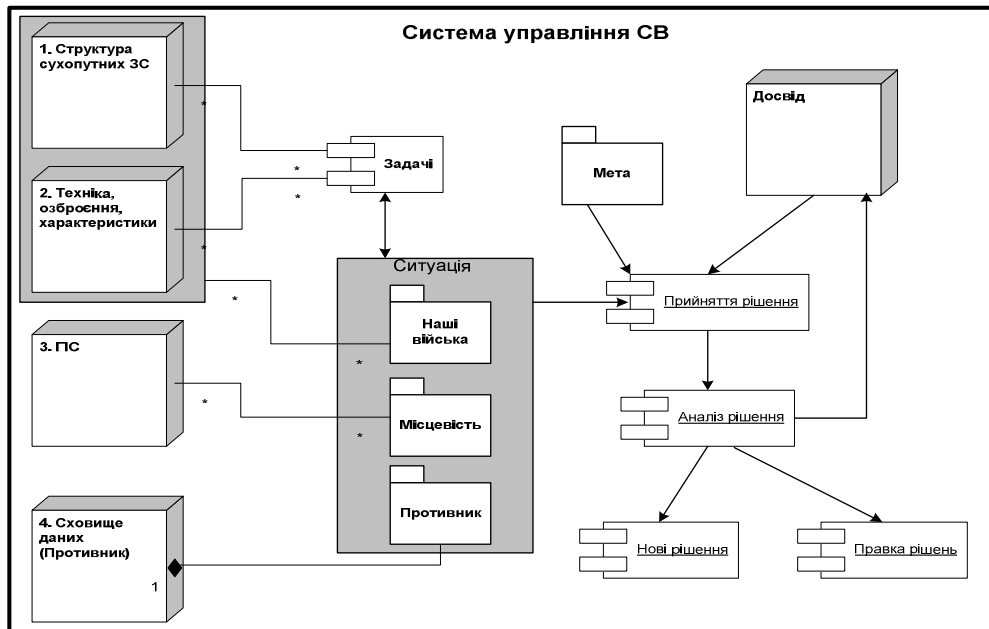 Система управління СВ
1. Структура
сухопутних ЗС
*
2. Техніка,
озброєння,
характеристики
*
*
*
Задачі
*
*
3. ГІС
*
*
4. Сховище
даних
(Противник)
1
Ситуація
Наші
війська
Місцевість
Противник
Мета
Досвід
Прийняття рішення
Аналіз рішення
Нові рішення
Правка рішень